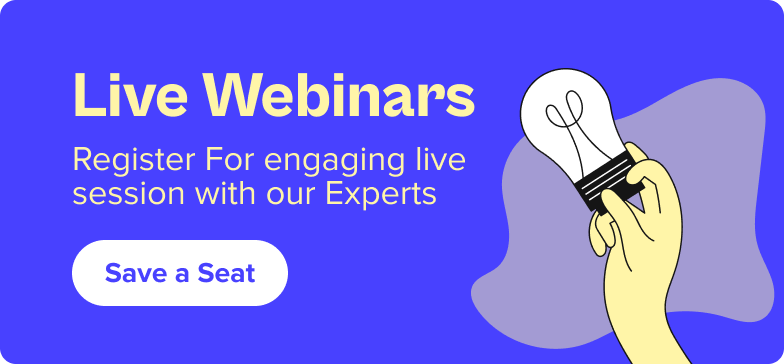 Live Webinars
Register For engaging live
session with our Experts
Save a Seat